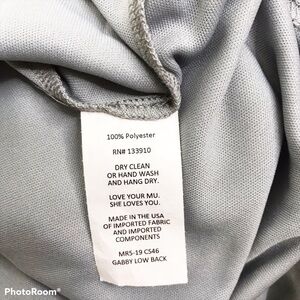 100% Polyester
RN# 133910
DRY CLEAN
OR HAND WASH
AND HANG DRY.
LOVE YOUR MU.
SHE LOVES YOU.
MADE IN THE USA
OF IMPORTED FABRIC
AND IMPORTED
COMPONENTS
MR5-19 CS46
GABBY LOW BACK
PhotoRoom